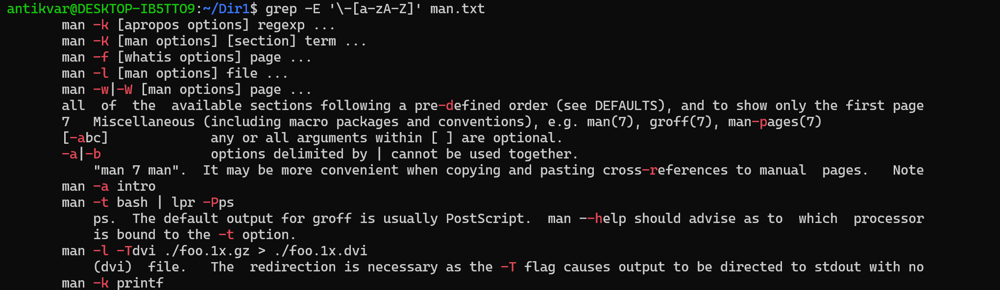 antikvar@DESKTOP-IB5TTO9:~/Dir1$ grep -E '\-[a-zA-Z]' man.txt
       man -k [apropos options] regexp ...
       man -K [man options] [section] term ...
       man -f [whatis options] page ...
       man -l [man options] file ...
       man -w|-W [man options] page ...
       all  of  the  available sections following a pre-defined order (see DEFAULTS), and to show only the first page
       7   Miscellaneous (including macro packages and conventions), e.g. man(7), groff(7), man-pages(7)
       [-abc]             any or all arguments within [ ] are optional.
       -a|-b              options delimited by | cannot be used together.
           "man 7 man".  It may be more convenient when copying and pasting cross-references to manual  pages.   Note
       man -a intro
       man -t bash | lpr -Pps
           ps.  The default output for groff is usually PostScript.  man --help should advise as to  which  processor
           is bound to the -t option.
       man -l -Tdvi ./foo.1x.gz > ./foo.1x.dvi
           (dvi)  file.   The  redirection is necessary as the -T flag causes output to be directed to stdout with no
       man -k printf